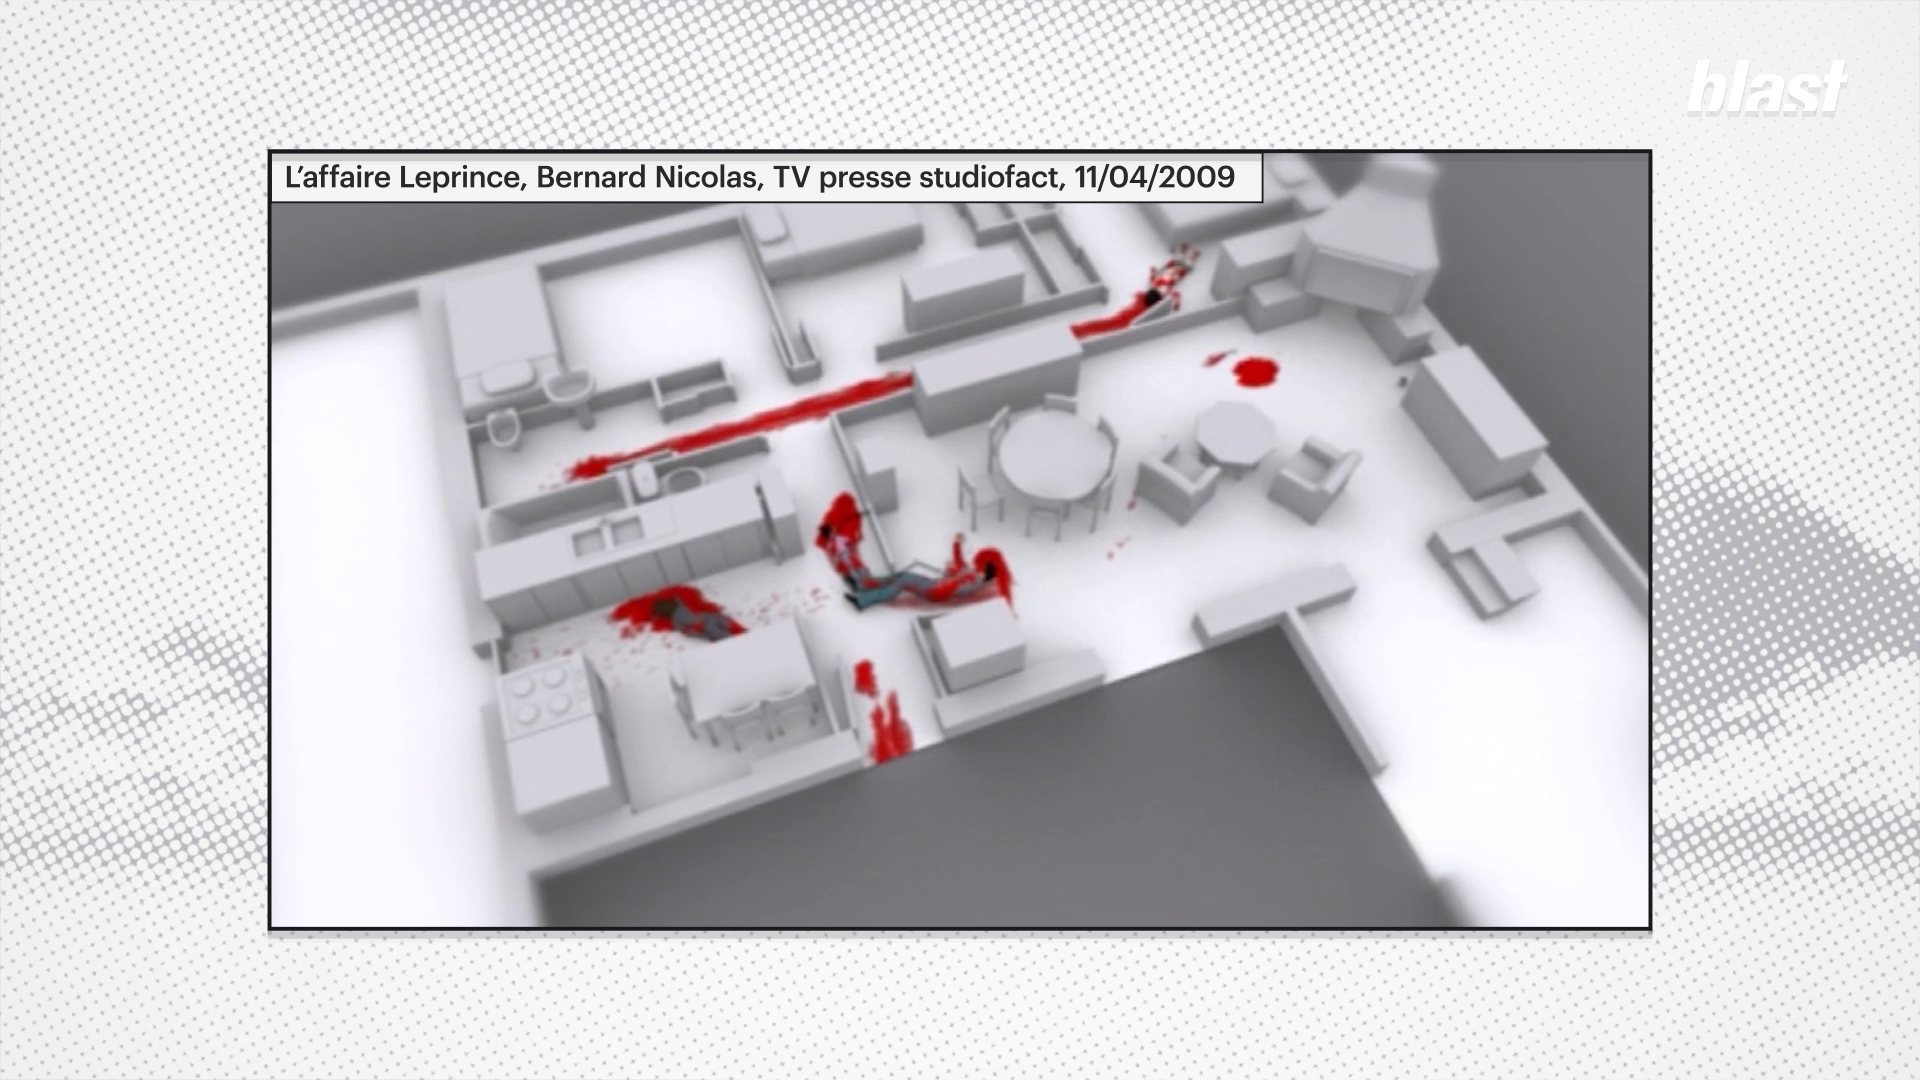 blast
L’affaire Leprince, Bernard Nicolas, TV presse studiofact, 11/04/2009